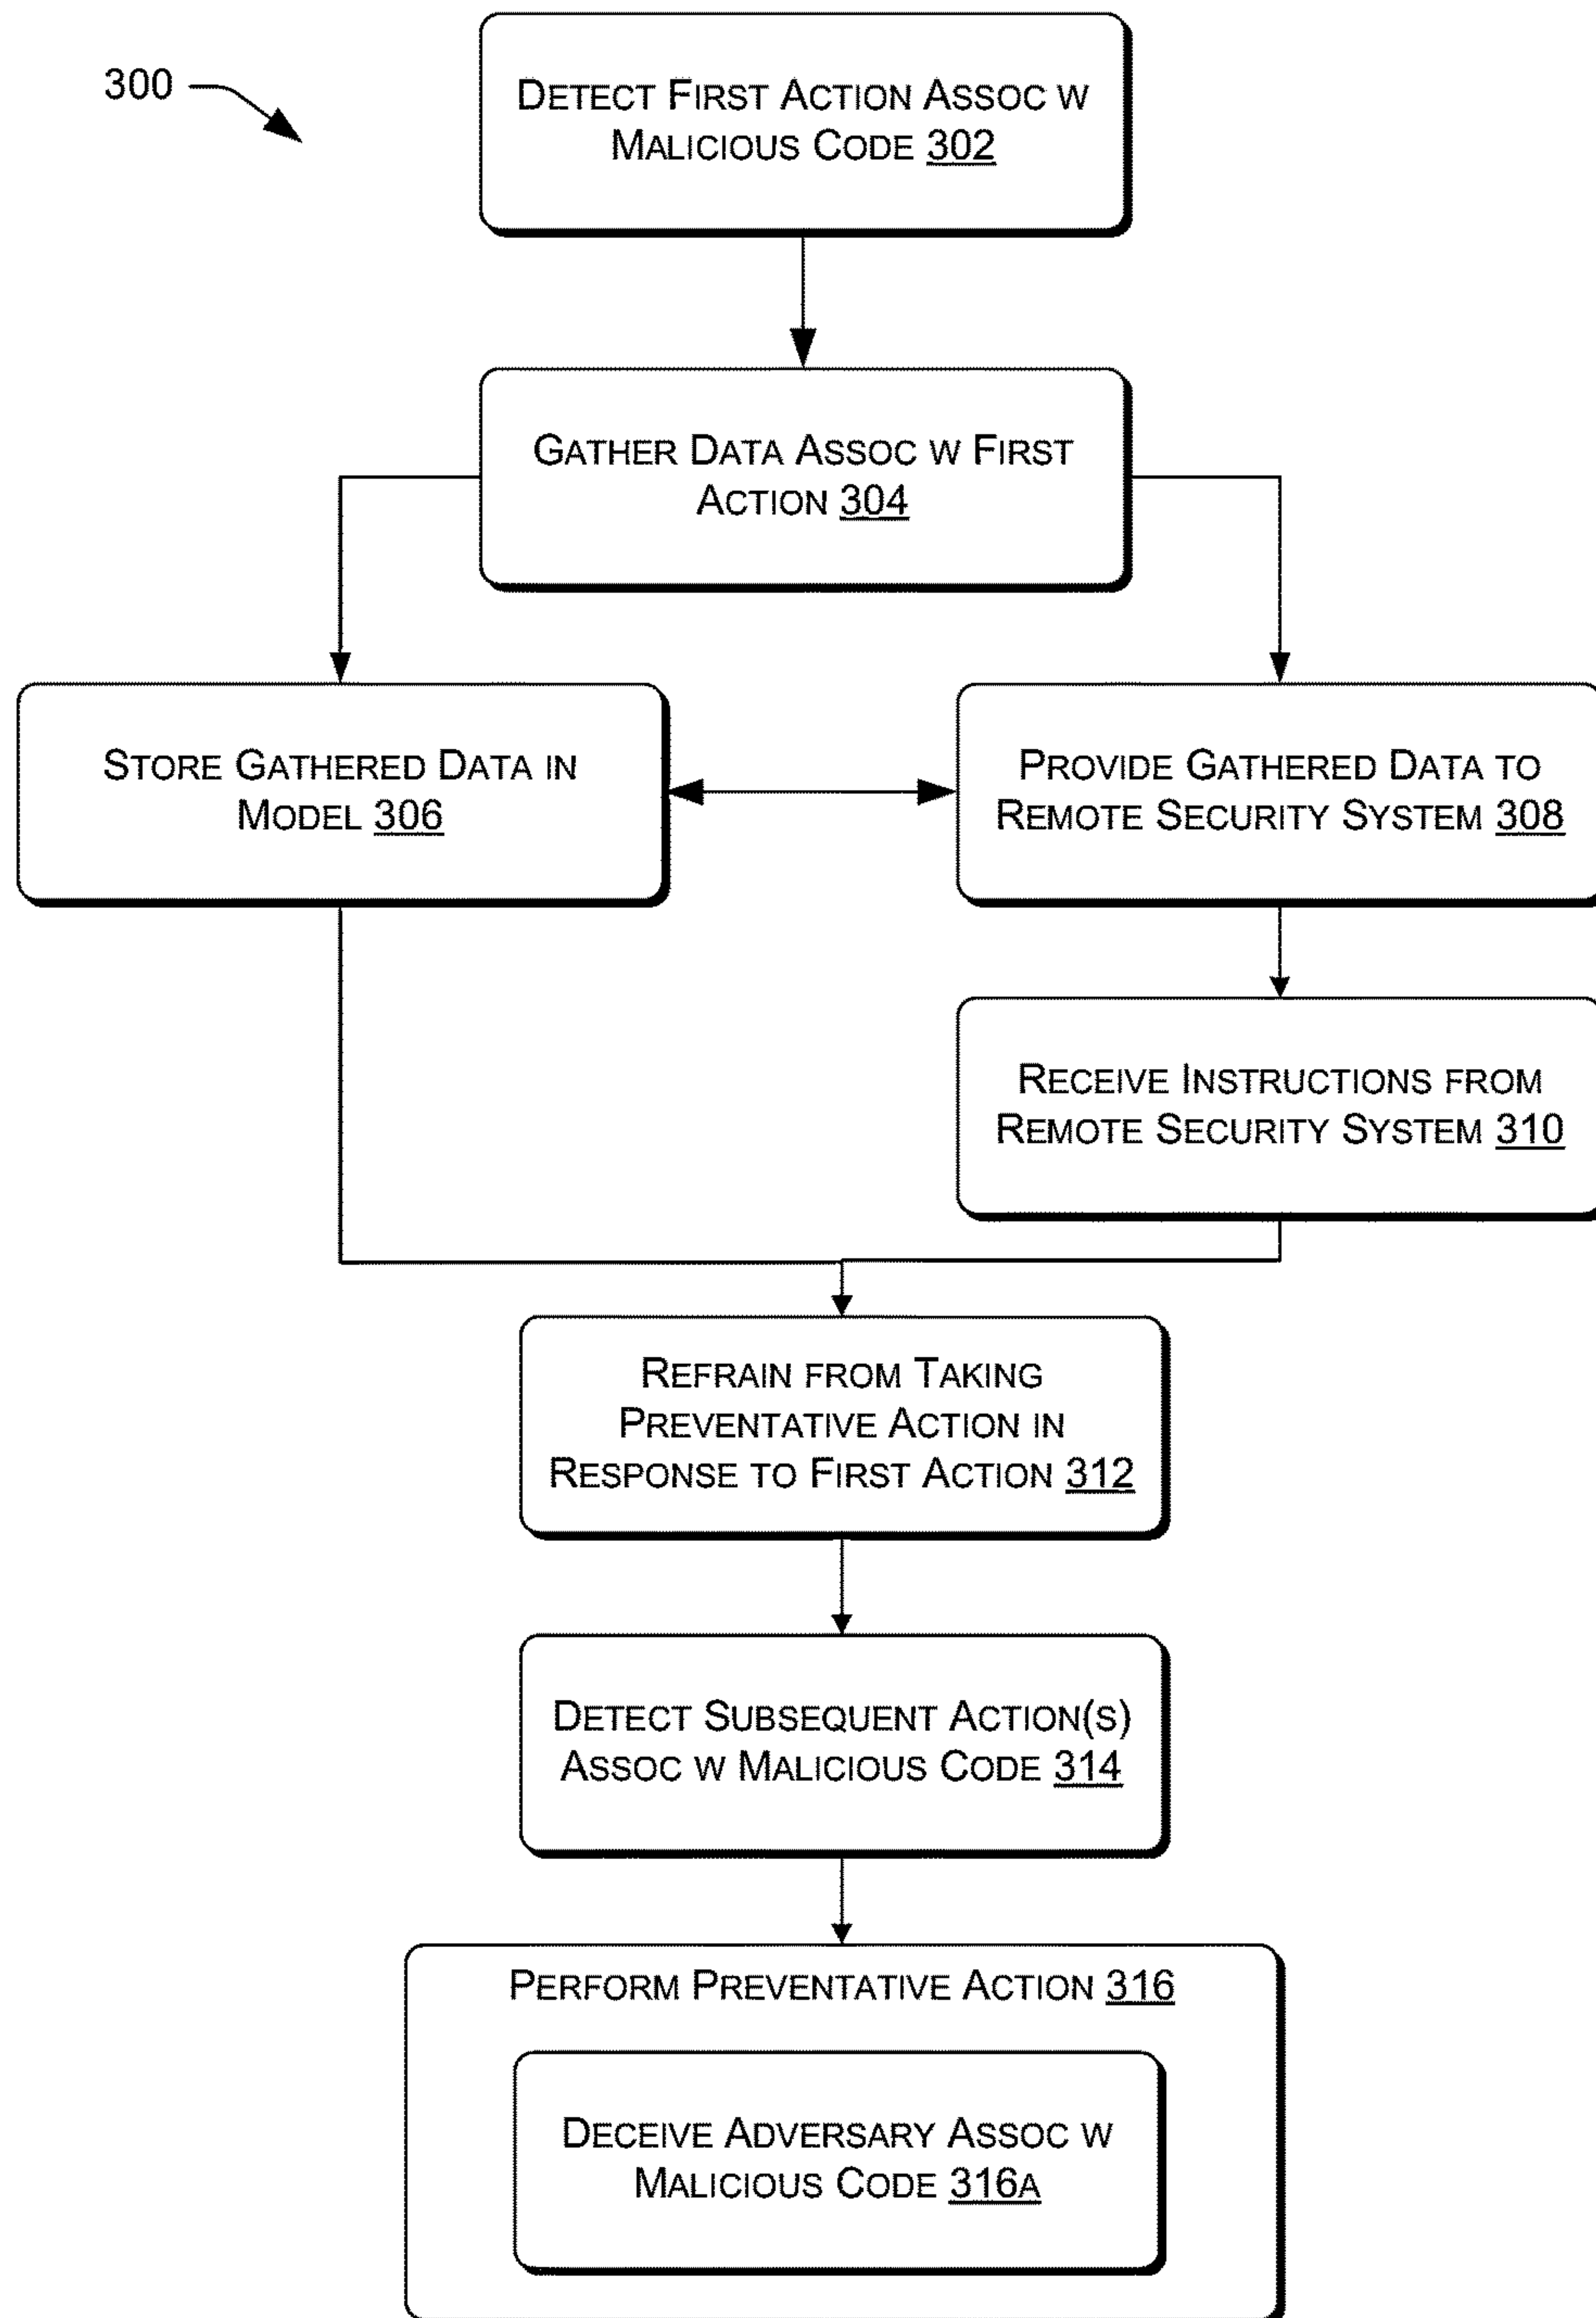 300
DETECT FIRST ACTION ASSOC W
MALICIOUS CODE 302
GATHER DATA ASSOC W FIRST
ACTION 304
STORE GATHERED DATA IN
MODEL 306
PROVIDE GATHERED DATA TO
REMOTE SECURITY SYSTEM 308
RECEIVE INSTRUCTIONS FROM
REMOTE SECURITY SYSTEM 310
REFRAIN FROM TAKING
PREVENTATIVE ACTION IN
RESPONSE TO FIRST ACTION 312
DETECT SUBSEQUENT ACTION(S)
ASSOC W MALICIOUS CODE 314
PERFORM PREVENTATIVE ACTION 316
DECEIVE ADVERSARY ASSOC W
MALICIOUS CODE 316A